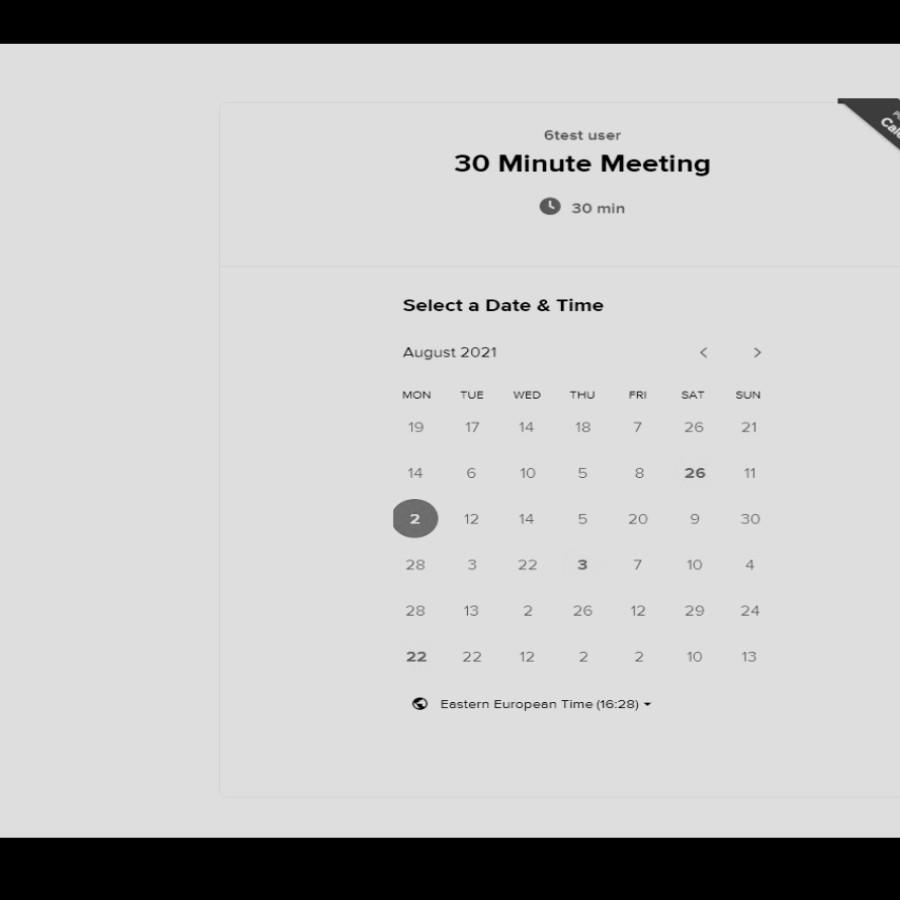 6test user
30 Minute Meeting
30 min
Select a Date & Time
August 2021
MON TUE WED THU FRI SAT SUN
19 17 14 18 7 26 21
14 6 10 5 8 26 11
2 12 14 5 20 9 30
28 3 22 3 7 10 4
28 13 2 26 12 29 24
22 22 12 2 2 10 13
Eastern European Time (16:28)